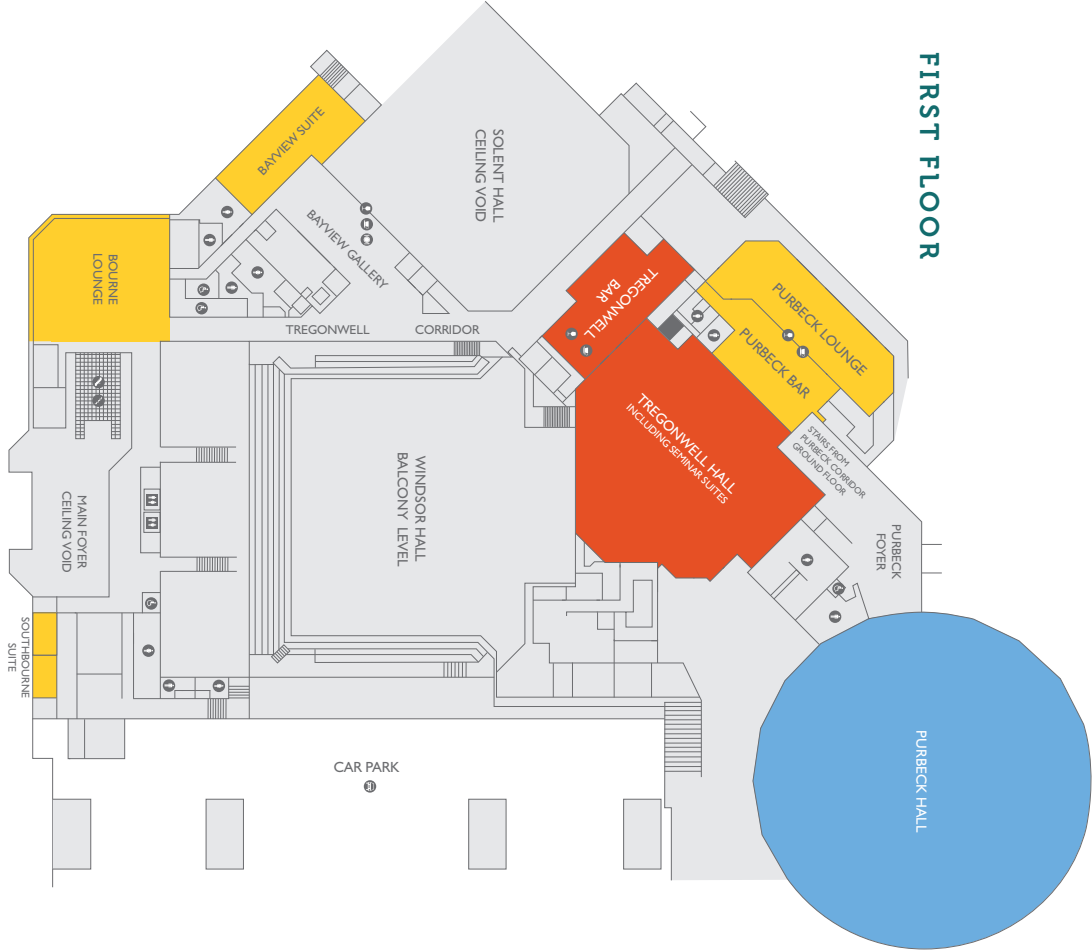 FIRST FLOOR
BAYVIEW SUITE
SOLENT HALL
CEILING VOID
BAYVIEW GALLERY
BOURNE
LOUNGE
TREGONWELL CORRIDOR
TREGONWELL
BAR
PURBECK LOUNGE
PURBECK BAR
TREGONWELL HALL
INCLUDING SEMINAR SUITES
STAIRS FROM
PURBECK CORRIDOR
GROUND FLOOR
PURBECK
FOYER
WINDSOR HALL
BALCONY LEVEL
MAIN FOYER
CEILING VOID
SOUTHBOURNE
SUITE
CAR PARK
PURBECK HALL